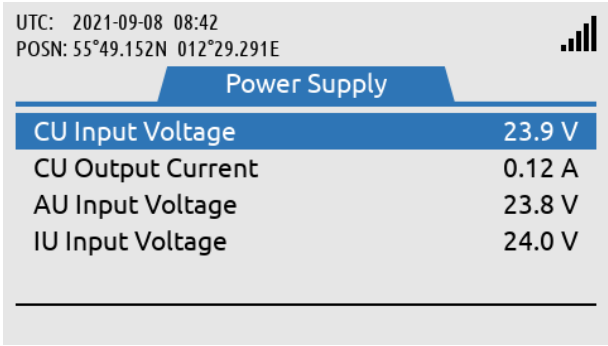 UTC: 2021-09-08 08:42
POSN: 55°49.152N 012°29.291E
Power Supply
CU Input Voltage 23.9 V
CU Output Current 0.12 A
AU Input Voltage 23.8 V
IU Input Voltage 24.0 V